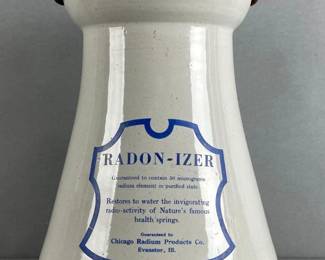 RADON-IZER
Guaranteed to contain 50 micrograms
radium element in purified state.
Restores to water the invigorating
radio-activity of Nature's famous
health springs.
Guaranteed by
Chicago Radium Products Co.
Evanston, Ill.